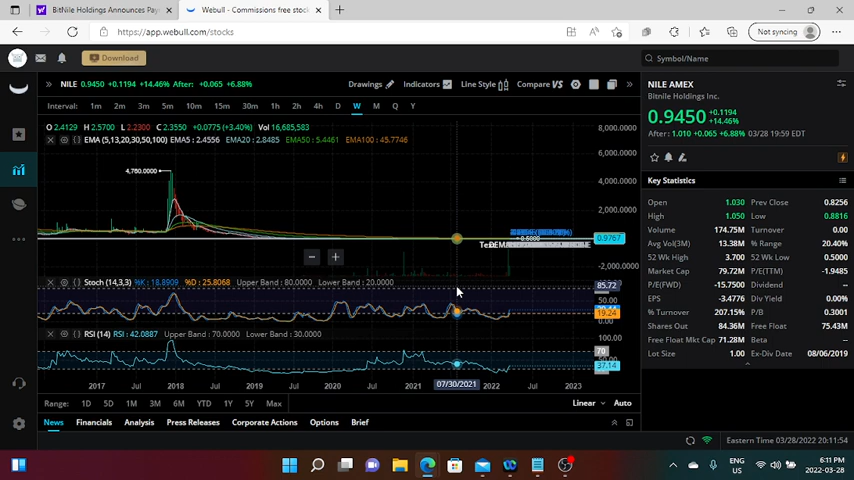 BitNile Holdings Announces Pay
Webull - Commissions free stock
https://www.webull.com/stocks
Not syncing
Download
Symbol/Name
NILE 0.9450 +0.1194 +14.46% After: +0.065 +6.88%
Drawings
Indicators
Line Style
Compare VS
Interval: 1m 2m 3m 5m 10m 15m 30m 1h 2h 4h D W M Q Y
O 2.4129 H 2.5700 L 2.2300 C 2.3550 +0.0775 (+3.40%) Vol 16,685,583
EMA (5,13,20,30,50,100) EMA5: 2.4556 EMA20: 2.8485 EMA50: 5.4461 EMA100: 45.7746
8,000.0000
6,000.0000
4,760.0000
4,000.0000
2,000.0000
0.9767
-2,000.0000
Stoch (14,3,3) %K: 18.8909 %D: 25.8068 Upper Band : 80.0000 Lower Band : 20.0000
85.72
50.00
19.24
0.00
RSI (14) RSI : 42.0887 Upper Band : 70.0000 Lower Band : 30.0000
100.00
70
37.14
2017 Jul 2018 Jul 2019 Jul 2020 Jul 2021 07/30/2021 2022 Jul 2023
Range: 1D 5D 1M 3M 6M YTD 1Y 5Y Max
Linear
Auto
News Financials Analysis Press Releases Corporate Actions Options Brief
NILE AMEX
Bitnile Holdings Inc.
0.9450 +0.1194
+14.46%
After : 1.010 +0.065 +6.88% 03/28 19:59 EDT
Key Statistics
Open 1.030 Prev Close 0.8256
High 1.050 Low 0.8816
Volume 174.75M Turnover 0.00
Avg Vol(3M) 13.38M % Range 20.40%
52 Wk High 3.700 52 Wk Low 0.5000
Market Cap 79.72M P/E(TTM) -1.9485
P/E(FWD) -15.7500 Dividend --
EPS -3.4776 Div Yield 0.00%
% Turnover 207.15% P/B 0.3001
Shares Out 84.36M Free Float 75.43M
Free Float Mkt Cap 71.28M Beta --
Lot Size 1.00 Ex-Div Date 08/06/2019
Eastern Time 03/28/2022 20:11:54
ENG
US
6:11 PM
2022-03-28